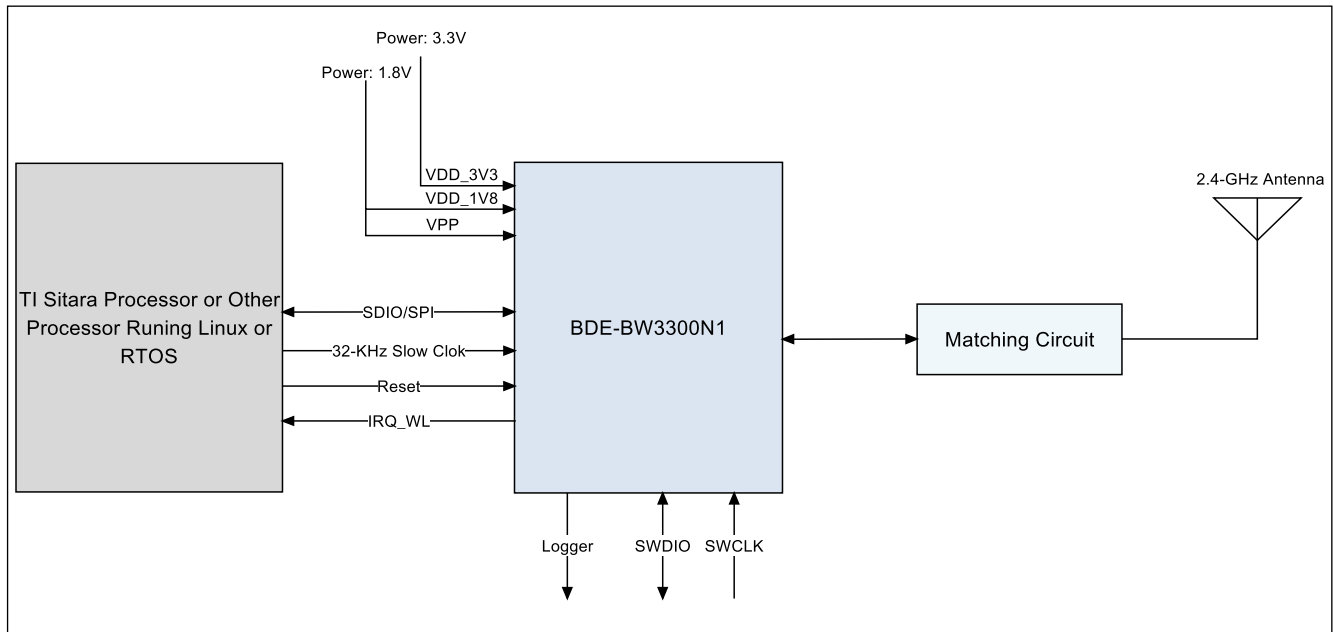 Power: 3.3V
Power: 1.8V
VDD_3V3
VDD_1V8
VPP
2.4-GHz Antenna
TI Sitara Processor or Other
Processor Runing Linux or
RTOS
SDIO/SPI
32-KHz Slow Clok
Reset
IRQ_WL
BDE-BW3300N1
Matching Circuit
Logger
SWDIO
SWCLK